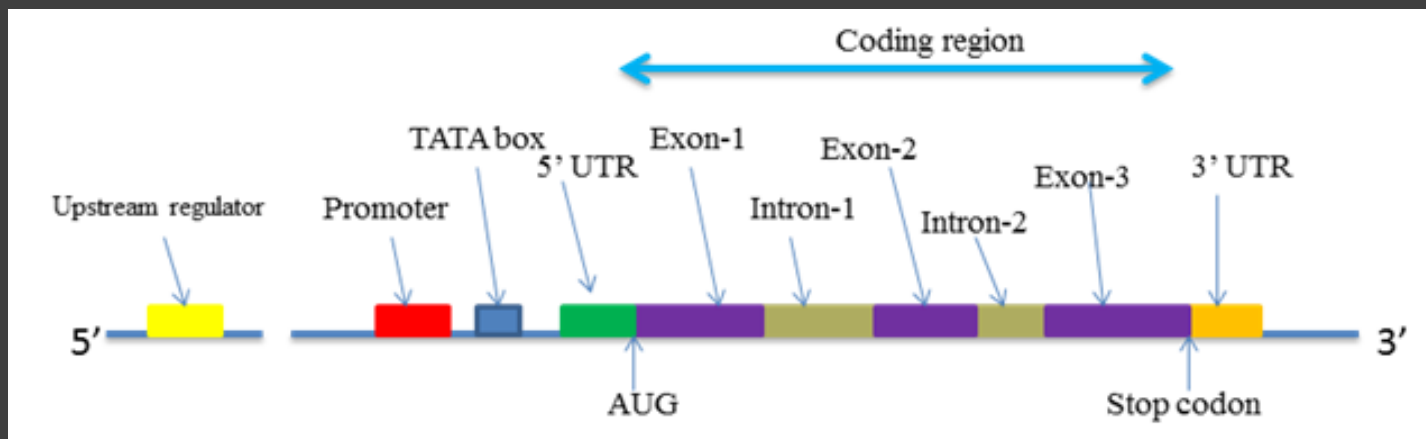 Coding region
TATA box
5’ UTR
Exon-1
Exon-2
Exon-3
3’ UTR
Upstream regulator
Promoter
Intron-1
Intron-2
5’
3’
AUG
Stop codon